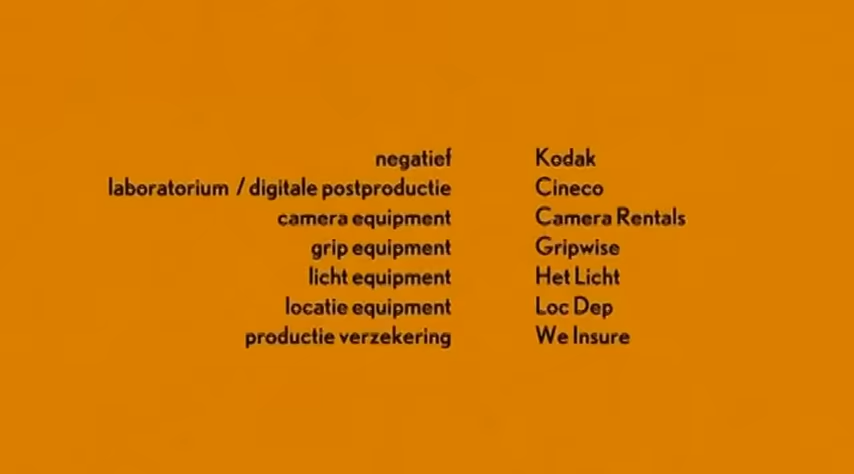 negatief Kodak
laboratorium / digitale postproductie Cineco
camera equipment Camera Rentals
grip equipment Gripwise
licht equipment Het Licht
locatie equipment Loc Dep
productie verzekering We Insure